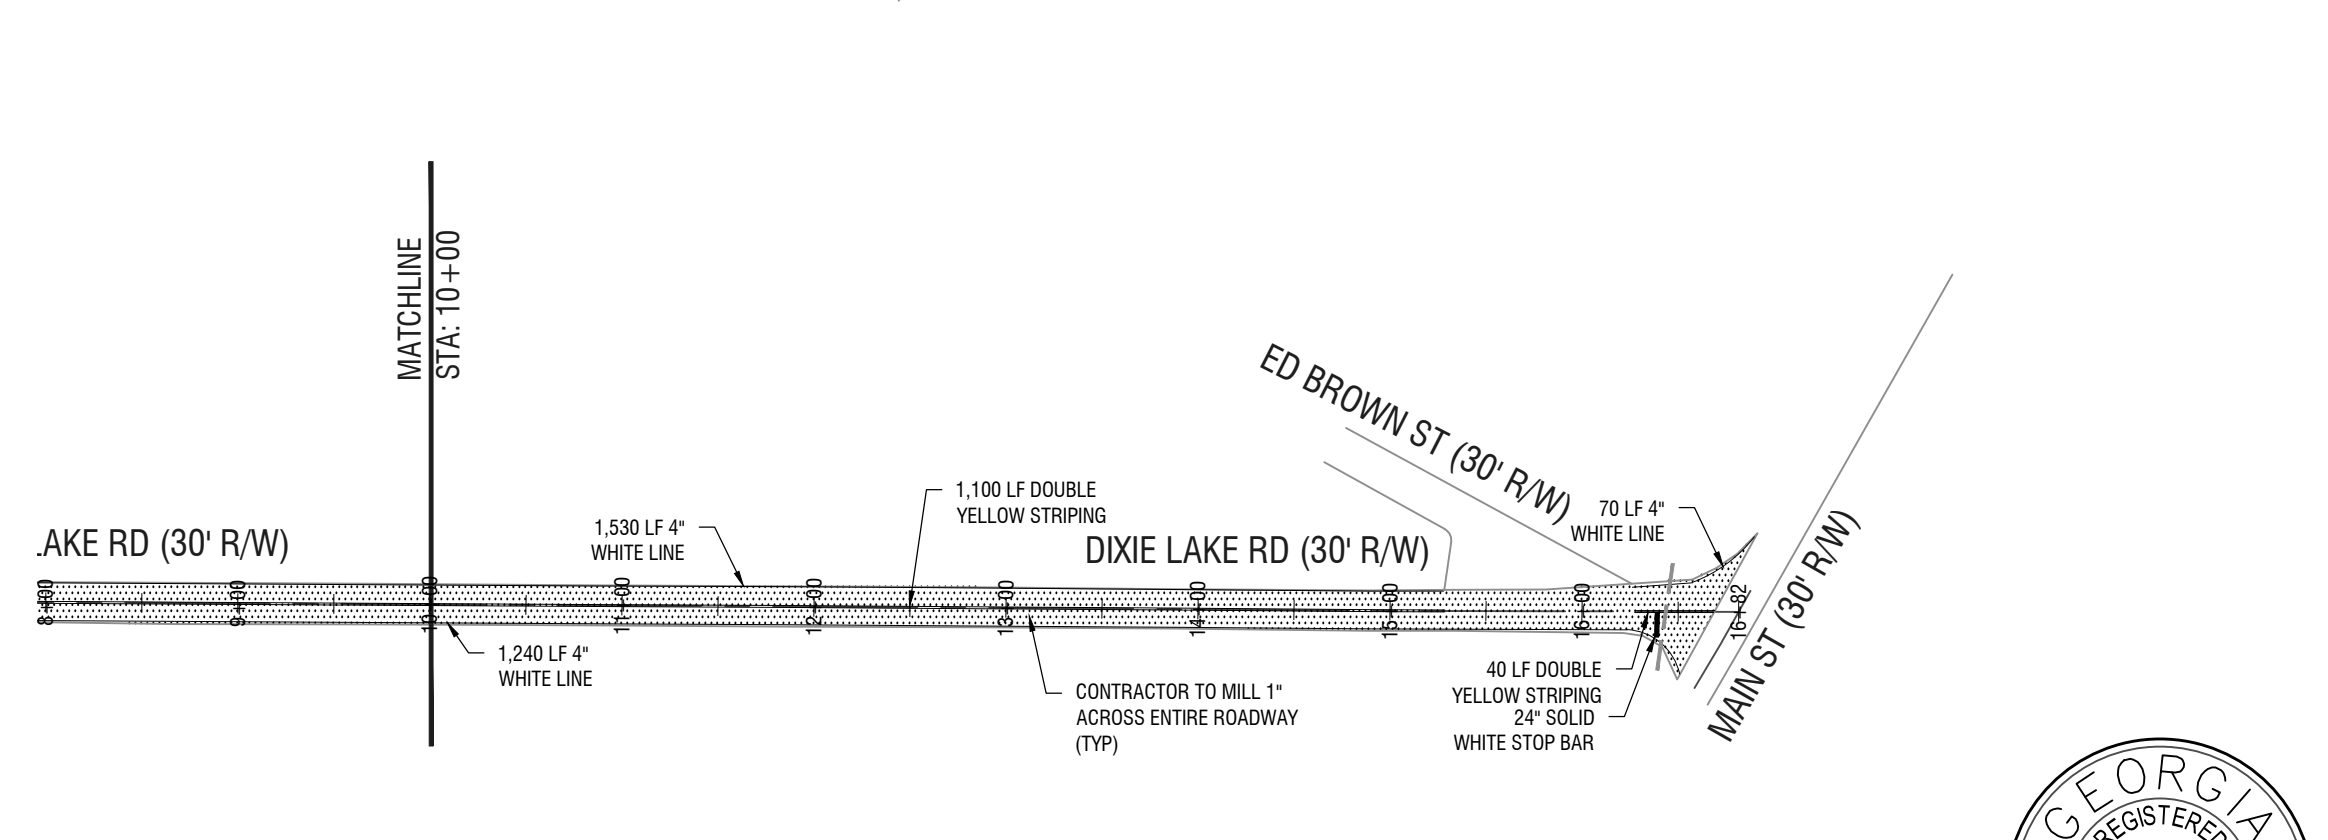 MATCHLINE
STA: 10+00
ED BROWN ST (30' R/W)
1,100 LF DOUBLE
YELLOW STRIPING
70 LF 4"
WHITE LINE
1,530 LF 4"
WHITE LINE
LAKE RD (30' R/W)
DIXIE LAKE RD (30' R/W)
MAIN ST (30' R/W)
8+00
9+00
10+00
11+00
12+00
13+00
14+00
15+00
16+00
16+82
1,240 LF 4"
WHITE LINE
CONTRACTOR TO MILL 1"
ACROSS ENTIRE ROADWAY
(TYP)
40 LF DOUBLE
YELLOW STRIPING
24" SOLID
WHITE STOP BAR
GEORGIA
REGISTERED